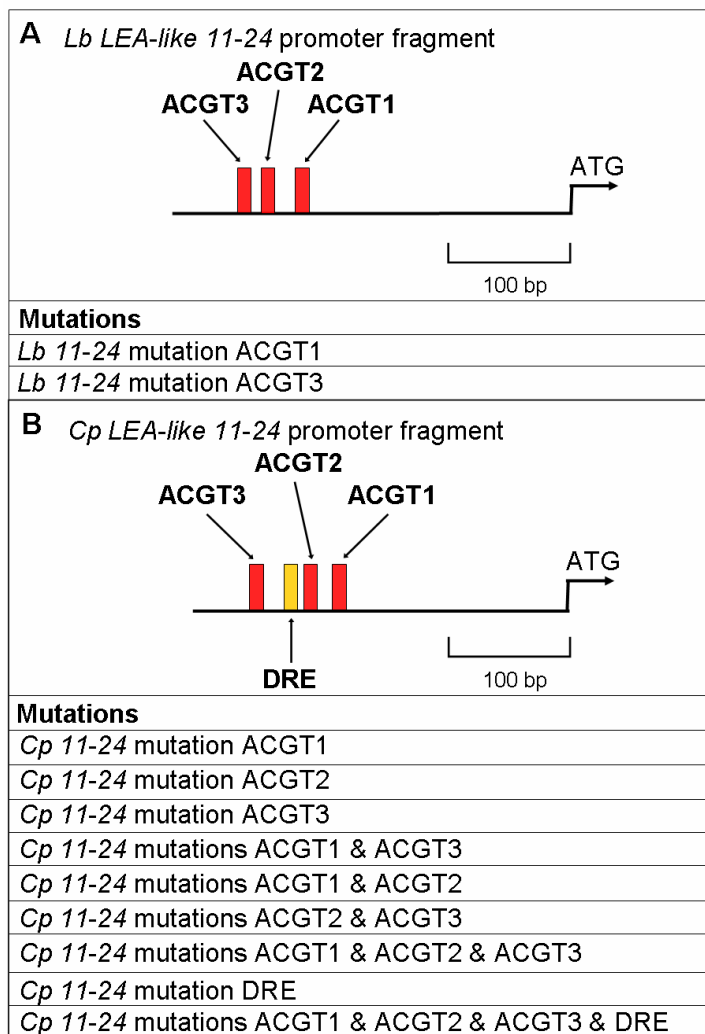 A Lb LEA-like 11-24 promoter fragment
ACGT2
ACGT3 ACGT1
ATG
100 bp
Mutations
Lb 11-24 mutation ACGT1
Lb 11-24 mutation ACGT3
B Cp LEA-like 11-24 promoter fragment
ACGT2
ACGT3 ACGT1
ATG
DRE 100 bp
Mutations
Cp 11-24 mutation ACGT1
Cp 11-24 mutation ACGT2
Cp 11-24 mutation ACGT3
Cp 11-24 mutations ACGT1 & ACGT3
Cp 11-24 mutations ACGT1 & ACGT2
Cp 11-24 mutations ACGT2 & ACGT3
Cp 11-24 mutations ACGT1 & ACGT2 & ACGT3
Cp 11-24 mutation DRE
Cp 11-24 mutations ACGT1 & ACGT2 & ACGT3 & DRE